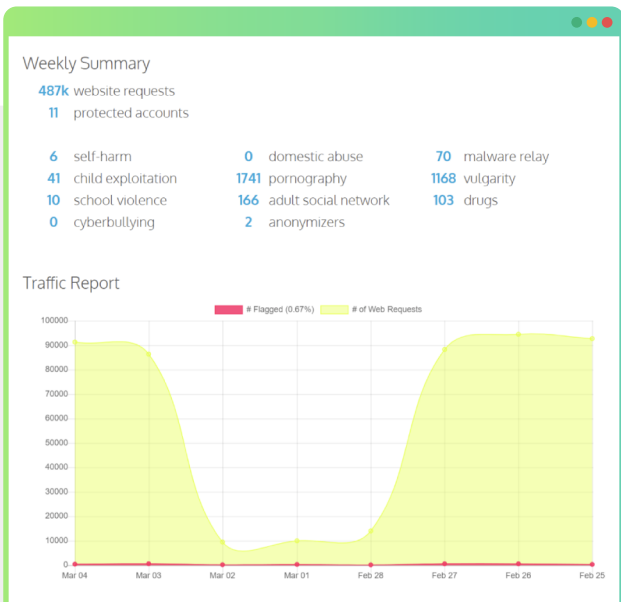 Weekly Summary
487k website requests
11 protected accounts
6 self-harm
0 domestic abuse
70 malware relay
41 child exploitation
1741 pornography
1168 vulgarity
10 school violence
166 adult social network
103 drugs
0 cyberbullying
2 anonymizers
Traffic Report
# Flagged (0.67%) # of Web Requests
100000
90000
80000
70000
60000
50000
40000
30000
20000
10000
0
Mar 04 Mar 03 Mar 02 Mar 01 Feb 28 Feb 27 Feb 26 Feb 25